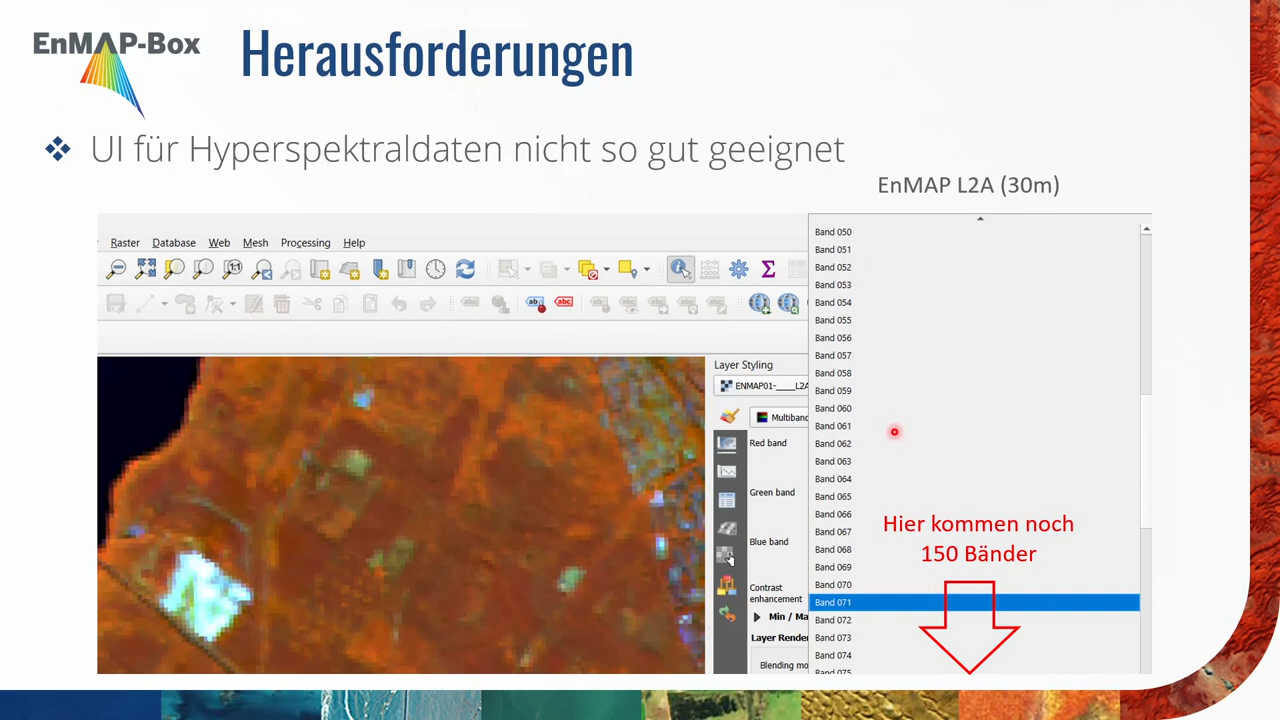 EnMAP-Box
Herausforderungen
UI für Hyperspektraldaten nicht so gut geeignet
EnMAP L2A (30m)
Raster Database Web Mesh Processing Help
Layer Styling
ENMAP01-____L2A
Multiband
Red band
Green band
Blue band
Contrast
enhancement
Min / Ma
Layer Render
Blending mo
Band 050
Band 051
Band 052
Band 053
Band 054
Band 055
Band 056
Band 057
Band 058
Band 059
Band 060
Band 061
Band 062
Band 063
Band 064
Band 065
Band 066
Band 067
Band 068
Band 069
Band 070
Band 071
Band 072
Band 073
Band 074
Band 075
Hier kommen noch
150 Bänder